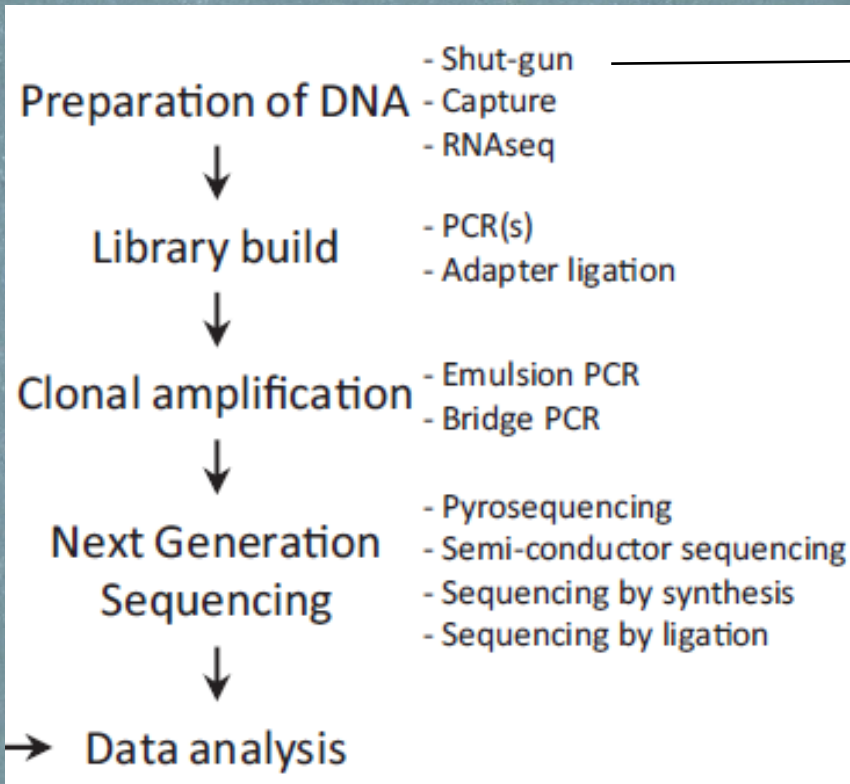 - Shut-gun
Preparation of DNA - Capture
- RNAseq
- PCR(s)
Library build
- Adapter ligation
- Emulsion PCR
Clonal amplification
- Bridge PCR
- Pyrosequencing
Next Generation - Semi-conductor sequencing
Sequencing - Sequencing by synthesis
- Sequencing by ligation
Data analysis